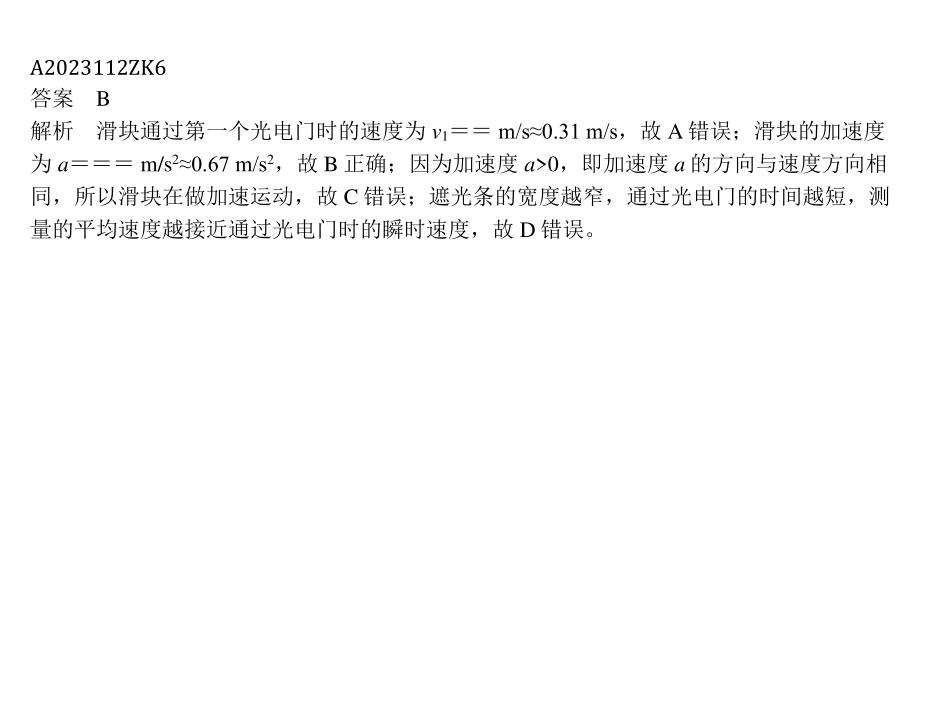 A2023112ZK6
答案　B
解析　滑块通过第一个光电门时的速度为 v₁＝＝ m/s≈0.31 m/s，故 A 错误；滑块的加速度
为 a＝＝＝ m/s²≈0.67 m/s²，故 B 正确；因为加速度 a>0，即加速度 a 的方向与速度方向相
同，所以滑块在做加速运动，故 C 错误；遮光条的宽度越窄，通过光电门的时间越短，测
量的平均速度越接近通过光电门时的瞬时速度，故 D 错误。